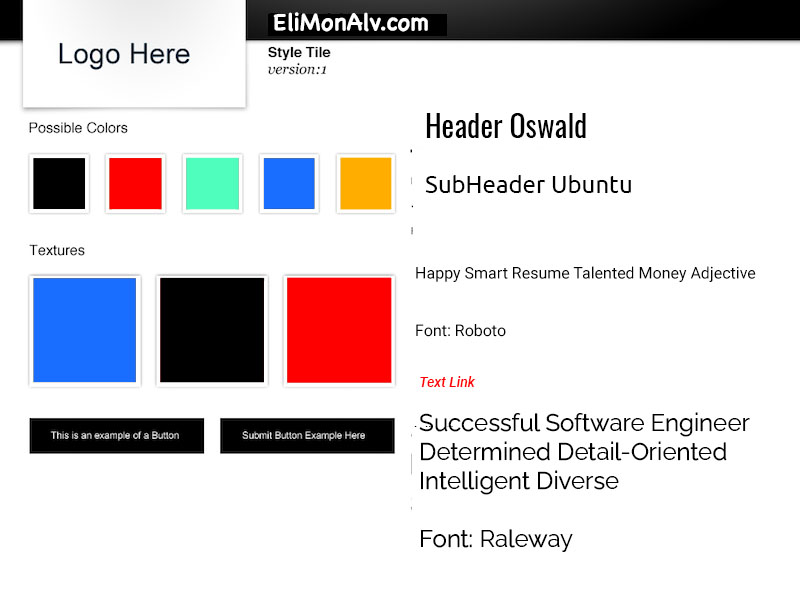 EliMonAlv.com
Logo Here
Style Tile
version:1
Possible Colors
Header Oswald
SubHeader Ubuntu
Textures
Happy Smart Resume Talented Money Adjective
Font: Roboto
Text Link
Successful Software Engineer
Determined Detail-Oriented
Intelligent Diverse
This is an example of a Button
Submit Button Example Here
Font: Raleway